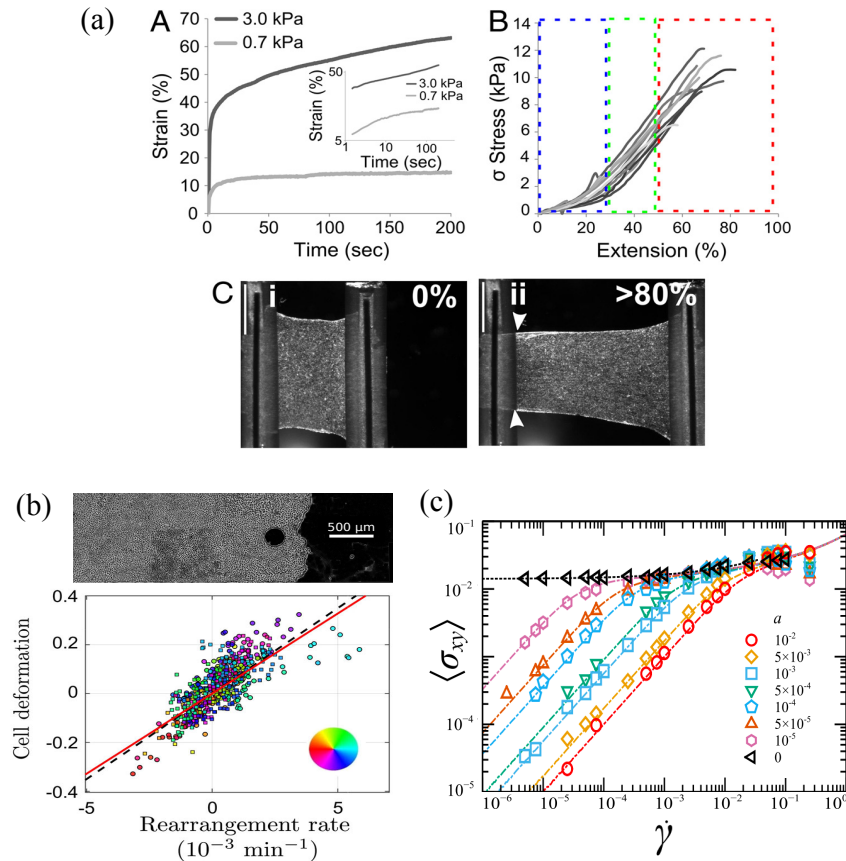 (a)
A
3.0 kPa
0.7 kPa
Strain (%)
70
60
50
40
30
20
10
0
0 50 100 150 200
Time (sec)
Strain (%)
50
5
3.0 kPa
0.7 kPa
1 10 100
Time (sec)
B
σ Stress (kPa)
14
12
10
8
6
4
2
0
0 20 40 60 80 100
Extension (%)
C i 0%
ii >80%
(b)
500 μm
Cell deformation
0.4
0.2
0
-0.2
-0.4
-5 0 5
Rearrangement rate
(10⁻³ min⁻¹)
(c)
⟨σxy⟩
10⁻¹
10⁻²
10⁻⁴
10⁻⁵
a
10⁻²
5×10⁻³
10⁻³
5×10⁻⁴
10⁻⁴
5×10⁻⁵
10⁻⁵
0
10⁻⁶ 10⁻⁵ 10⁻⁴ 10⁻³ 10⁻² 10⁻¹ 10⁰
γ̇